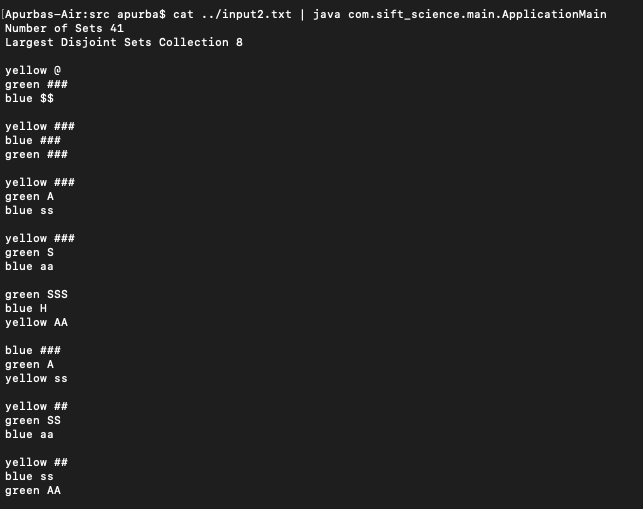 [Apurbas-Air:src apurba$ cat ../input2.txt | java com.sift_science.main.ApplicationMain
Number of Sets 41
Largest Disjoint Sets Collection 8
yellow @
green ###
blue $$
yellow ###
blue ###
green ###
yellow ###
green A
blue ss
yellow ###
green S
blue aa
green SSS
blue H
yellow AA
blue ###
green A
yellow ss
yellow ##
green SS
blue aa
yellow ##
blue ss
green AA